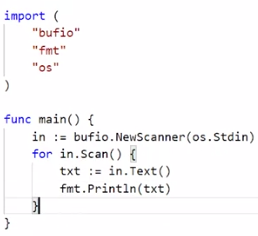 import (
    "bufio"
    "fmt"
    "os"
)
func main() {
    in := bufio.NewScanner(os.Stdin)
    for in.Scan() {
        txt := in.Text()
        fmt.Println(txt)
    }
}